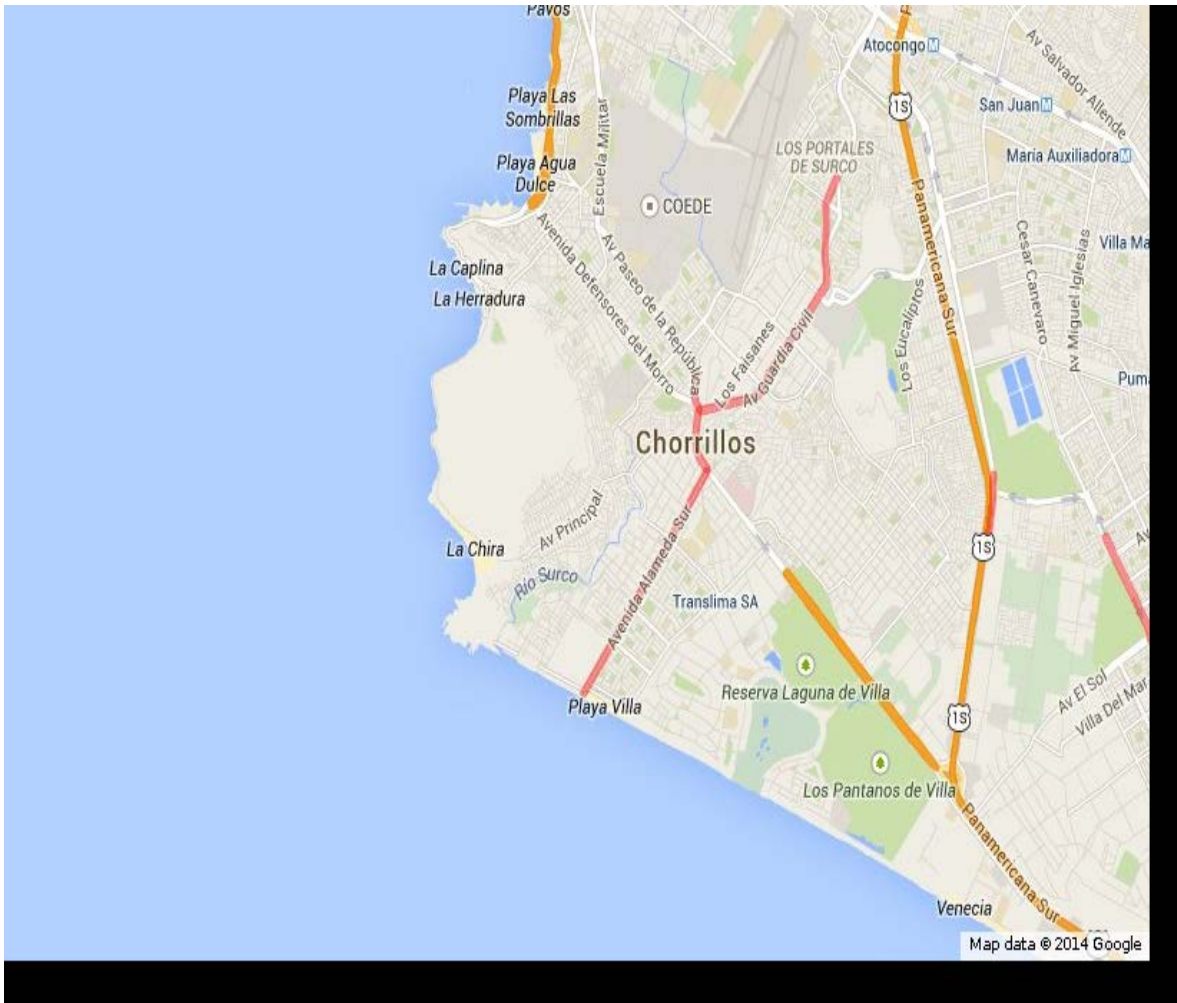 Pavos
Atocongo M
Av Salvador Allende
Playa Las
Sombrillas
Escuela Militar
1S
San Juan M
LOS PORTALES
DE SURCO
Maria Auxiliadora M
Playa Agua
Dulce
COEDE
Panamericana Sur
Cesar Canevaro
Av Miguel Iglesias
Villa Ma
Avenida Defensores del Morro
Av Paseo de la República
La Caplina
La Herradura
Los Eucaliptos
Los Faisanes
Av Guardia Civil
Puma
Chorrillos
Av Principal
Avenida Alameda Sur
La Chira
Rio Surco
1S
Av
Translima SA
Reserva Laguna de Villa
Av El Sol
Villa Del Mar
Playa Villa
1S
Los Pantanos de Villa
Panamericana Sur
Venecia
Map data © 2014 Google